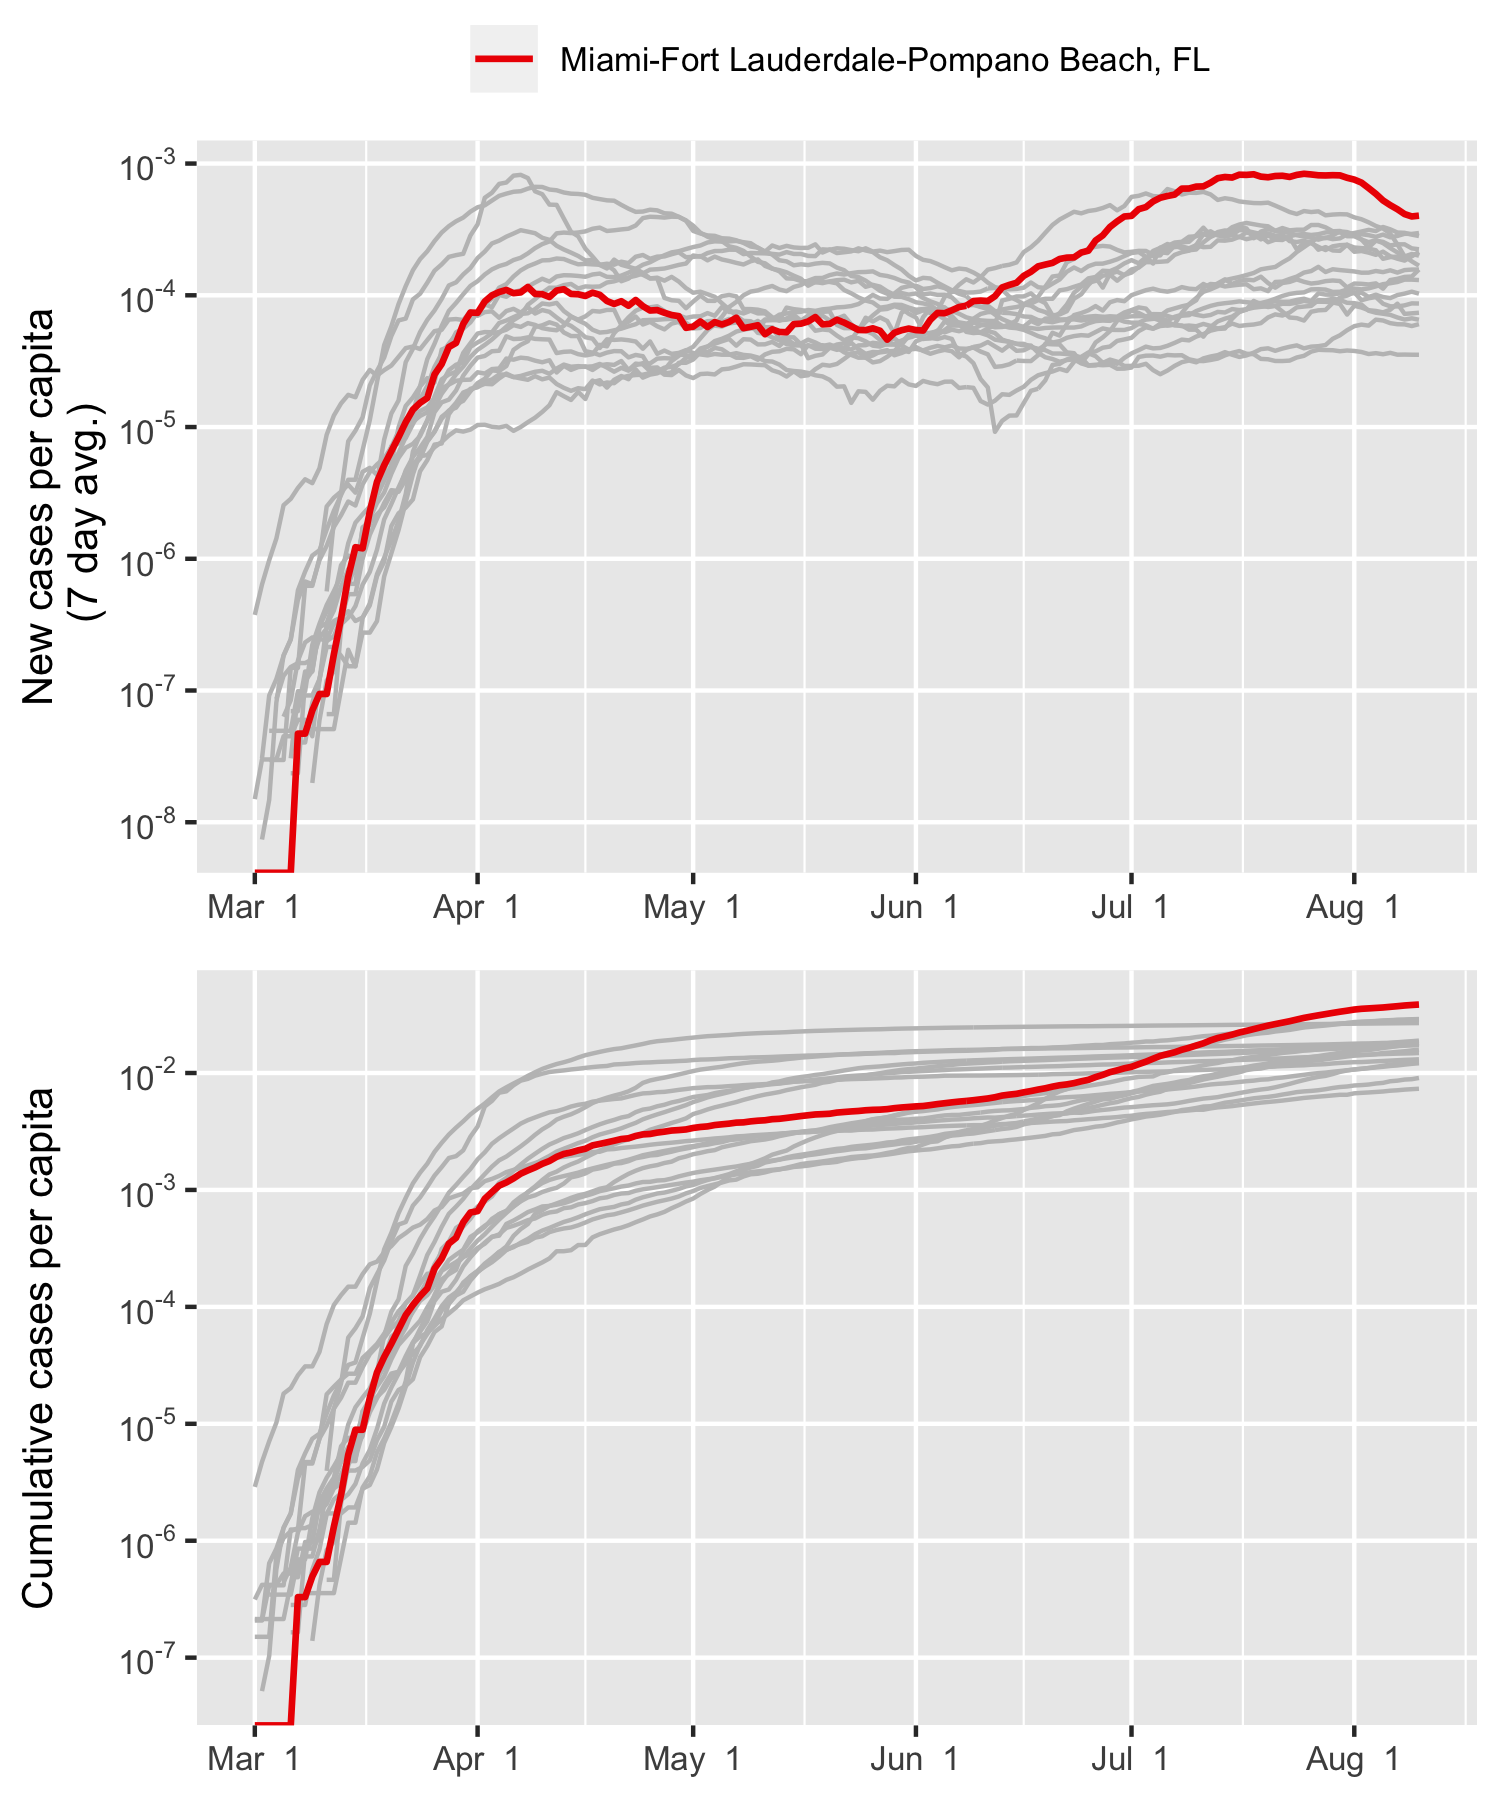 Miami-Fort Lauderdale-Pompano Beach, FL
New cases per capita
(7 day avg.)
10-3
10-4
10-5
10-6
10-7
10-8
Mar 1 Apr 1 May 1 Jun 1 Jul 1 Aug 1
Cumulative cases per capita
10-2
10-3
10-4
10-5
10-6
10-7
Mar 1 Apr 1 May 1 Jun 1 Jul 1 Aug 1